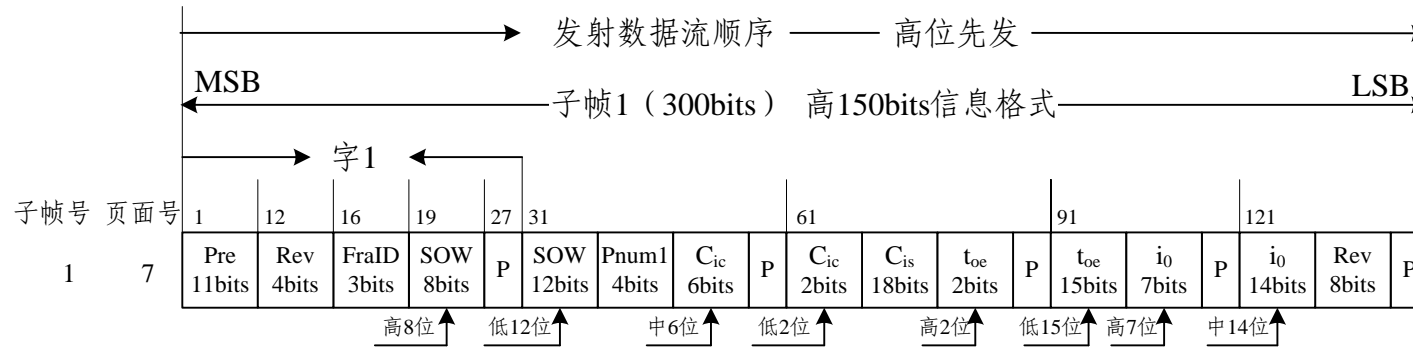 发射数据流顺序 高位先发
MSB LSB
子帧1(300bits) 高150bits信息格式
字1
子帧号 页面号 1 12 16 19 27 31 61 91 121
1 7 Pre 11bits Rev 4bits FraID 3bits SOW 8bits P SOW 12bits Pnum1 4bits Cic 6bits P Cic 2bits Cis 18bits toe 2bits P toe 15bits i0 7bits P i0 14bits Rev 8bits P
高8位 低12位 中6位 低2位 高2位 低15位 高7位 中14位